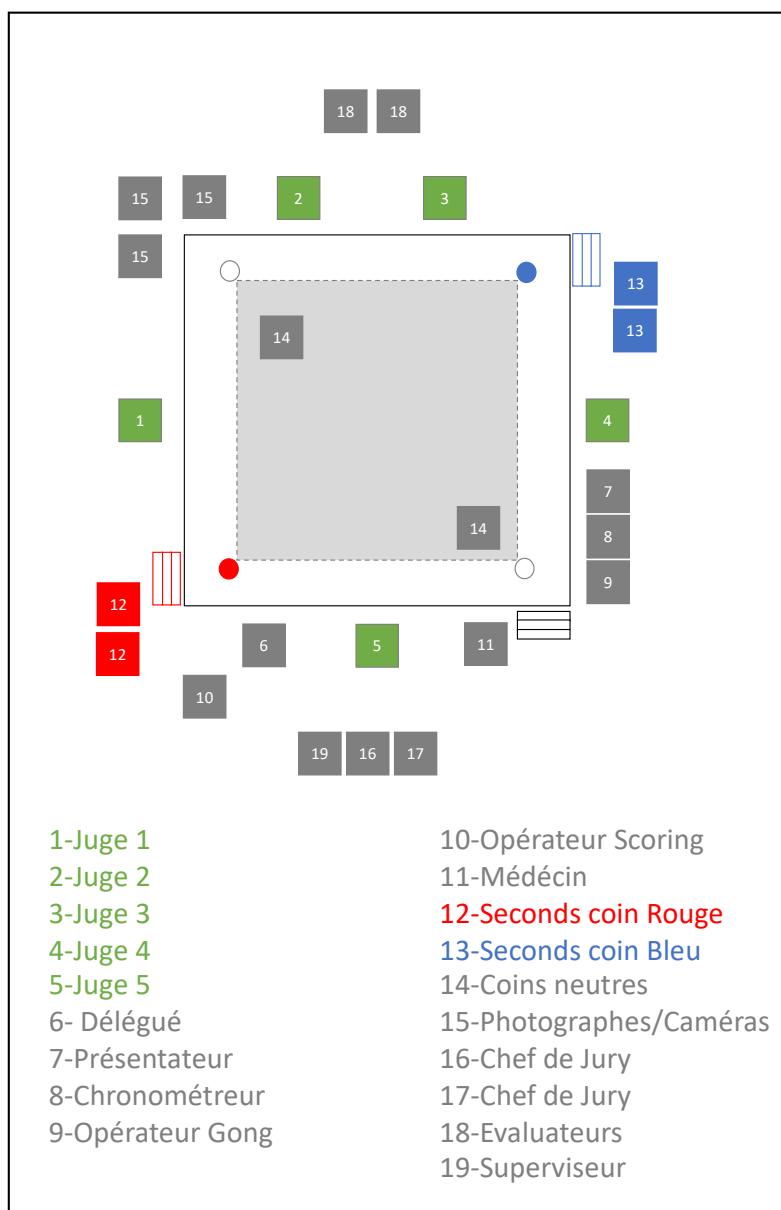 18 18
15 15 2 3
15
13
13
14
1 4
7
14 8
9
12
12
6 5 11
10
19 16 17
1-Juge 1
2-Juge 2
3-Juge 3
4-Juge 4
5-Juge 5
6- Délégué
7-Présentateur
8-Chronométreur
9-Opérateur Gong
10-Opérateur Scoring
11-Médécin
12-Seconds coin Rouge
13-Seconds coin Bleu
14-Coins neutres
15-Photographes/Caméras
16-Chef de Jury
17-Chef de Jury
18-Evaluateurs
19-Superviseur